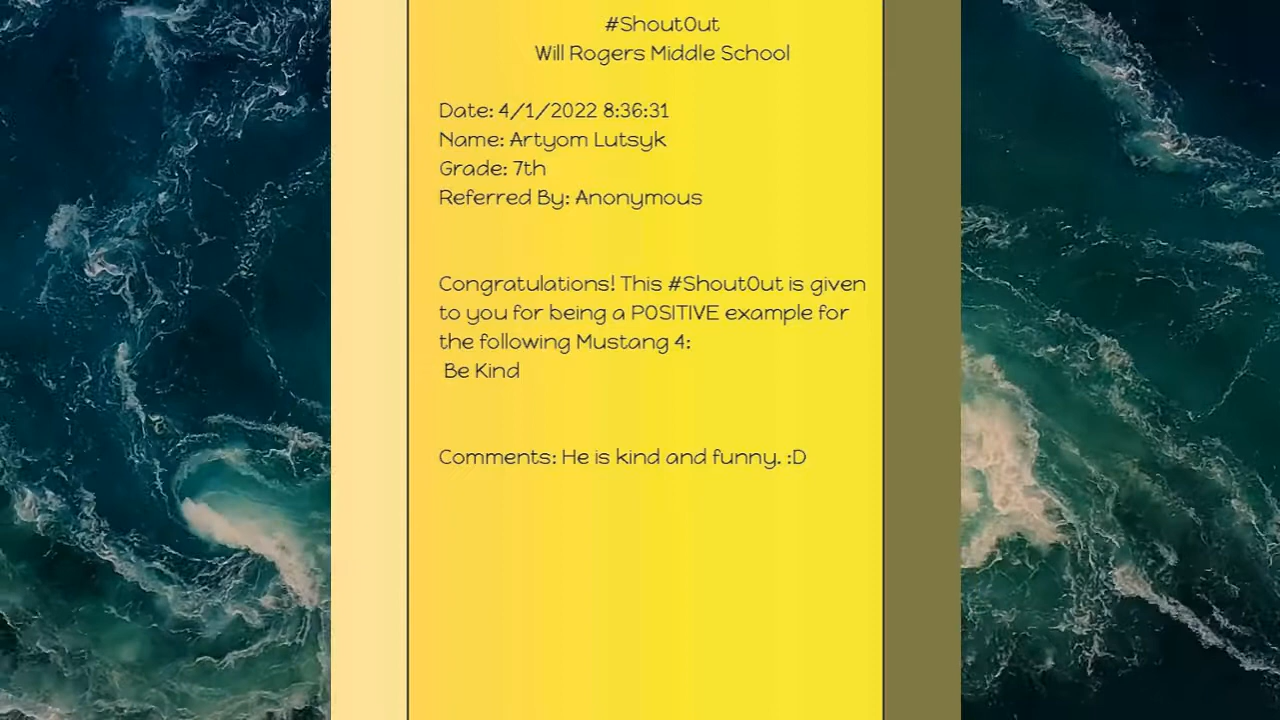 #ShoutOut
Will Rogers Middle School
Date: 4/1/2022 8:36:31
Name: Artyom Lutsyk
Grade: 7th
Referred By: Anonymous
Congratulations! This #ShoutOut is given
to you for being a POSITIVE example for
the following Mustang 4:
Be Kind
Comments: He is kind and funny. :D